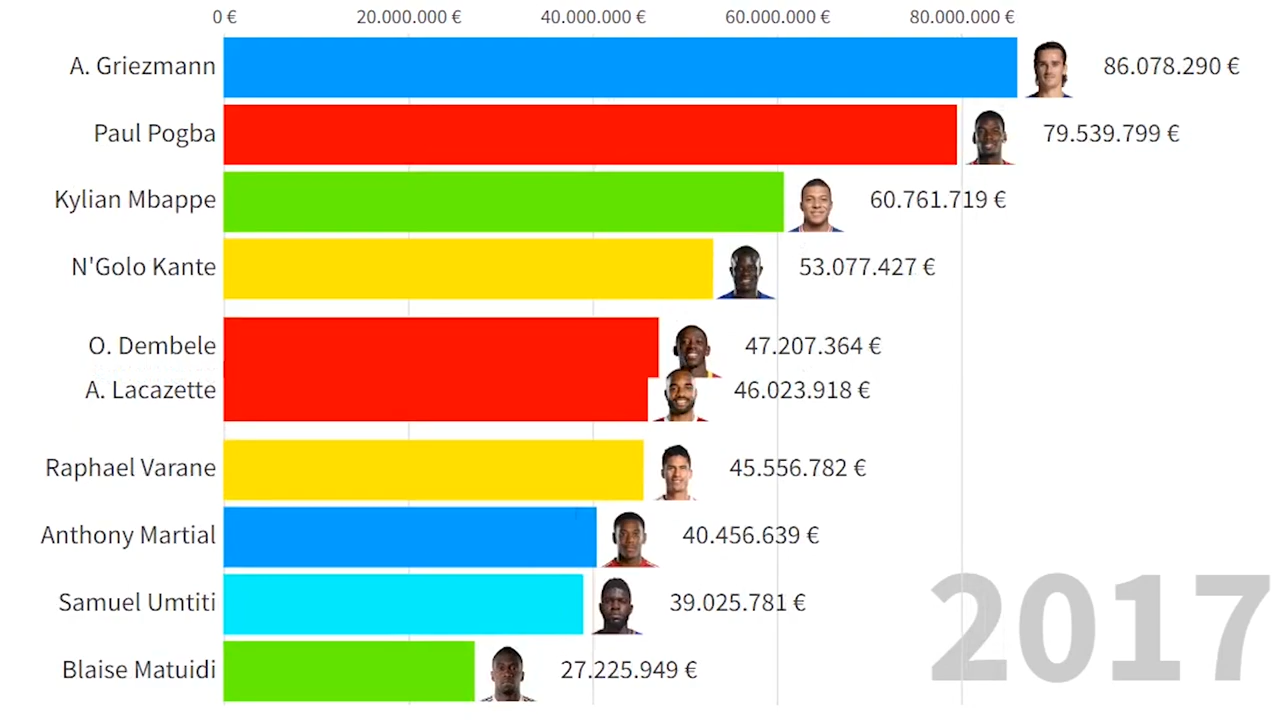 0 € 20.000.000 € 40.000.000 € 60.000.000 € 80.000.000 €
A. Griezmann 86.078.290 €
Paul Pogba 79.539.799 €
Kylian Mbappe 60.761.719 €
N'Golo Kante 53.077.427 €
O. Dembele 47.207.364 €
A. Lacazette 46.023.918 €
Raphael Varane 45.556.782 €
Anthony Martial 40.456.639 €
Samuel Umtiti 39.025.781 €
Blaise Matuidi 27.225.949 €
2017